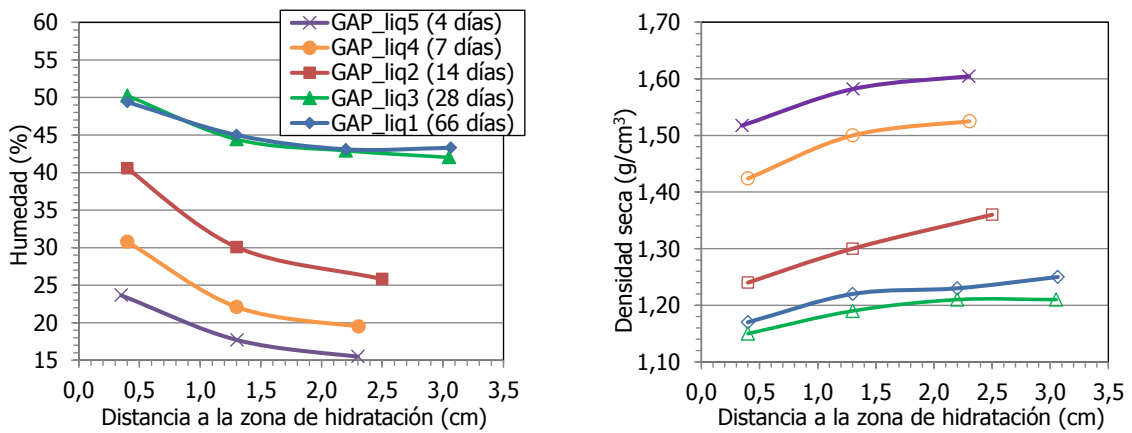 Humedad (%)
60
55
50
45
40
35
30
25
20
15
GAP_liq5 (4 días)
GAP_liq4 (7 días)
GAP_liq2 (14 días)
GAP_liq3 (28 días)
GAP_liq1 (66 días)
0,0 0,5 1,0 1,5 2,0 2,5 3,0 3,5
Distancia a la zona de hidratación (cm)
Densidad seca (g/cm³)
1,70
1,60
1,50
1,40
1,30
1,20
1,10
0,0 0,5 1,0 1,5 2,0 2,5 3,0 3,5
Distancia a la zona de hidratación (cm)